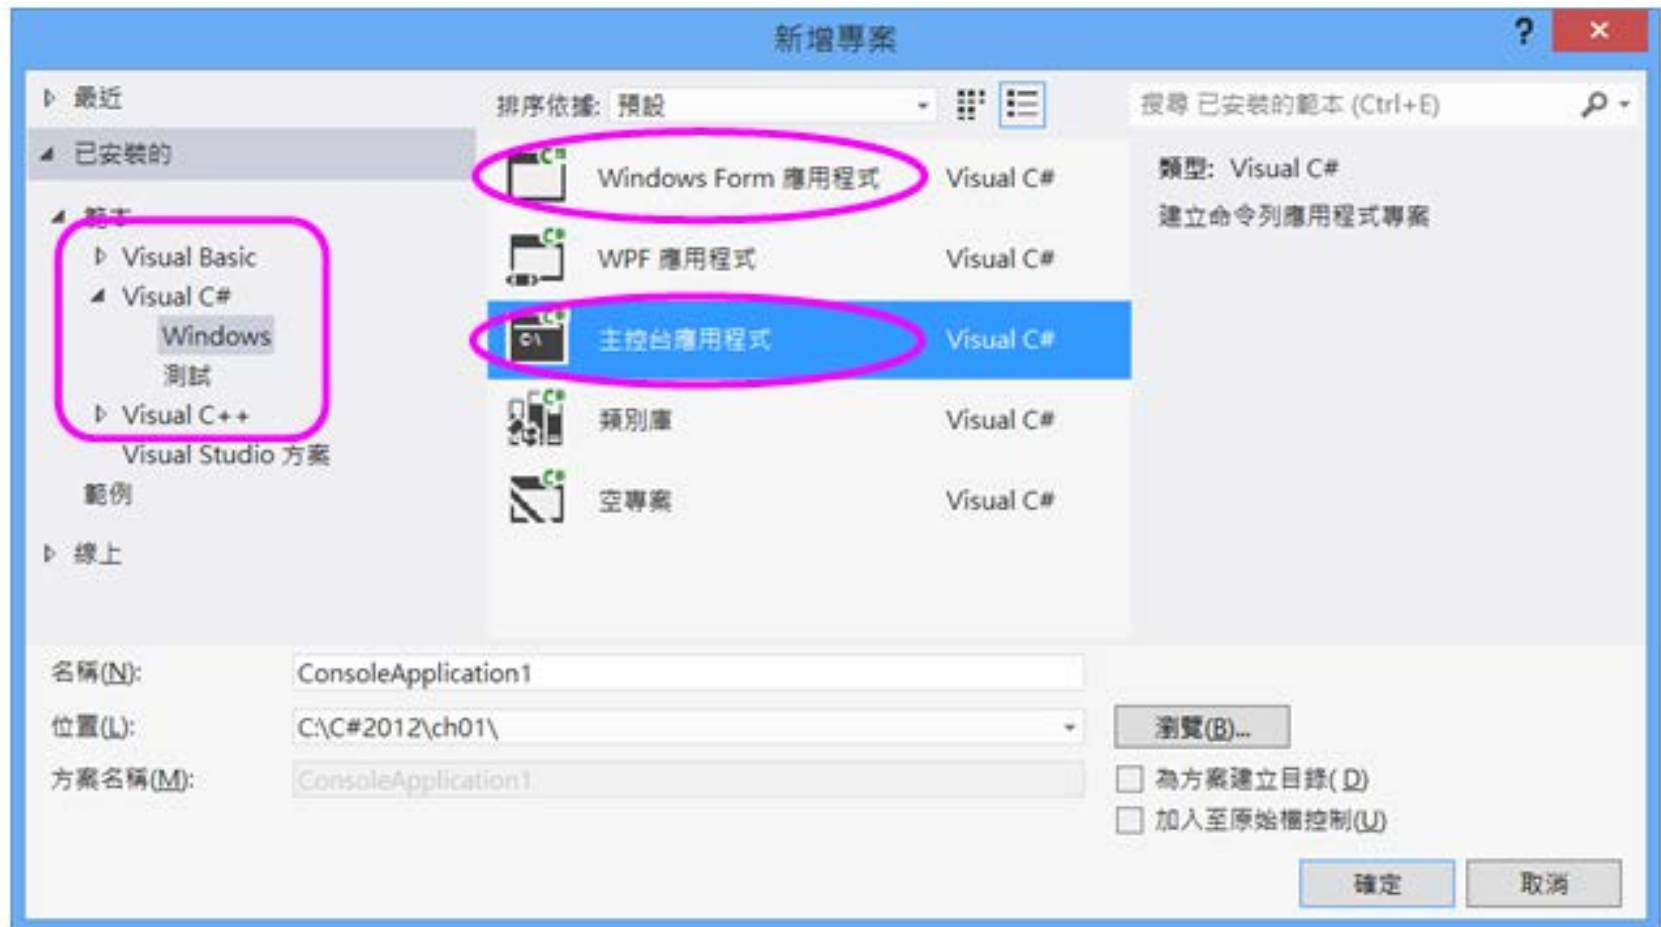 新增專案
?
最近
排序依據: 預設
搜尋 已安裝的範本 (Ctrl+E)
已安裝的
範本
Visual Basic
Visual C#
Windows
測試
Visual C++
Visual Studio 方案
範例
線上
Windows Form 應用程式 Visual C#
WPF 應用程式 Visual C#
主控台應用程式 Visual C#
類別庫 Visual C#
空專案 Visual C#
類型: Visual C#
建立命令列應用程式專案
名稱(N): ConsoleApplication1
位置(L): C:\C#2012\ch01\
瀏覽(B)...
方案名稱(M): ConsoleApplication1
為方案建立目錄( D)
加入至原始檔控制(U)
確定
取消